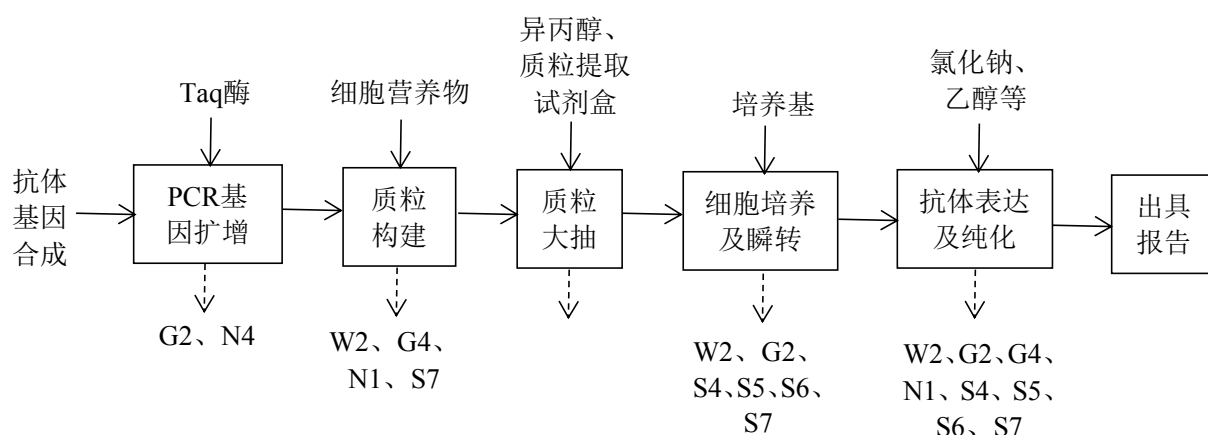 异丙醇、
质粒提取
试剂盒
氯化钠、
乙醇等
Taq酶
细胞营养物
培养基
抗体
基因
合成
PCR基
因扩增
质粒
构建
质粒
大抽
细胞培养
及瞬转
抗体表达
及纯化
出具
报告
G2、N4
W2、G4、
N1、S7
W2、G2、
S4、S5、S6、
S7
W2、G2、G4、
N1、S4、S5、
S6、S7